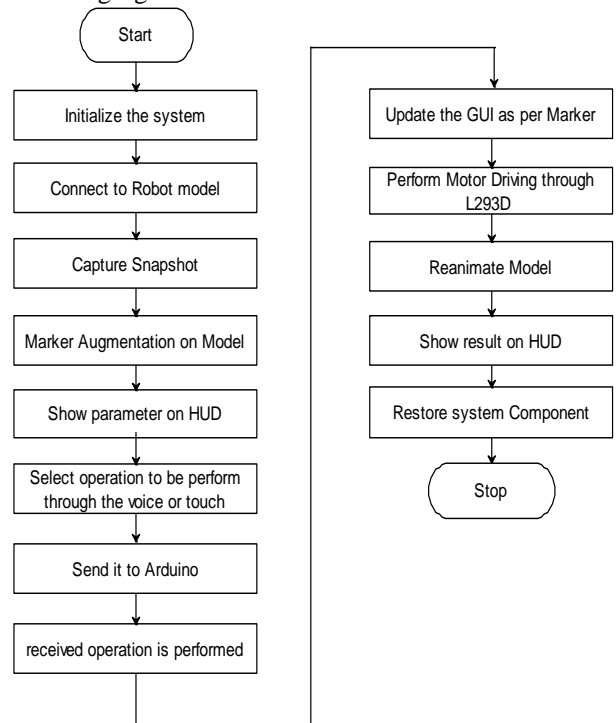 Start
Initialize the system
Connect to Robot model
Capture Snapshot
Marker Augmentation on Model
Show parameter on HUD
Select operation to be perform
through the voice or touch
Send it to Arduino
received operation is performed
Update the GUI as per Marker
Perform Motor Driving through
L293D
Reanimate Model
Show result on HUD
Restore system Component
Stop